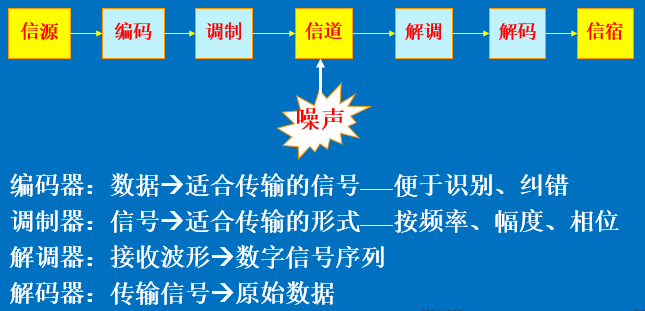 信源 编码 调制 信道 解调 解码 信宿
噪声
编码器：数据→适合传输的信号——便于识别、纠错
调制器：信号→适合传输的形式——按频率、幅度、相位
解调器：接收波形→数字信号序列
解码器：传输信号→原始数据